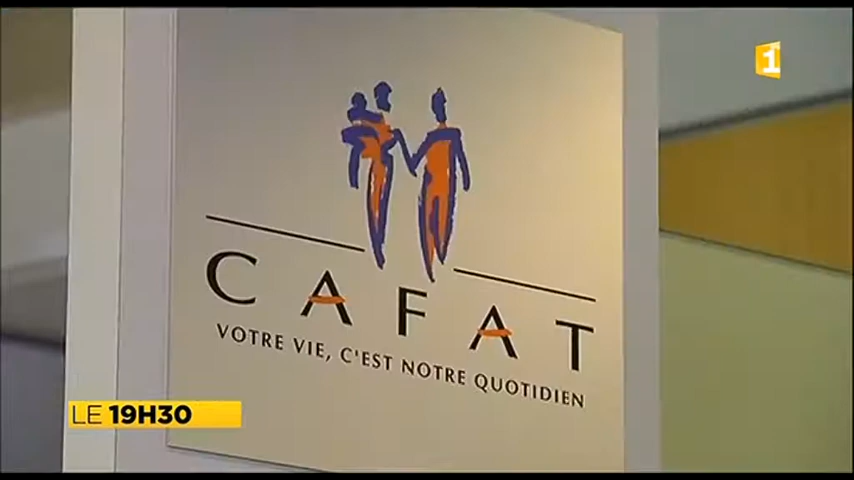 1
CAFAT
VOTRE VIE, C'EST NOTRE QUOTIDIEN
LE 19H30